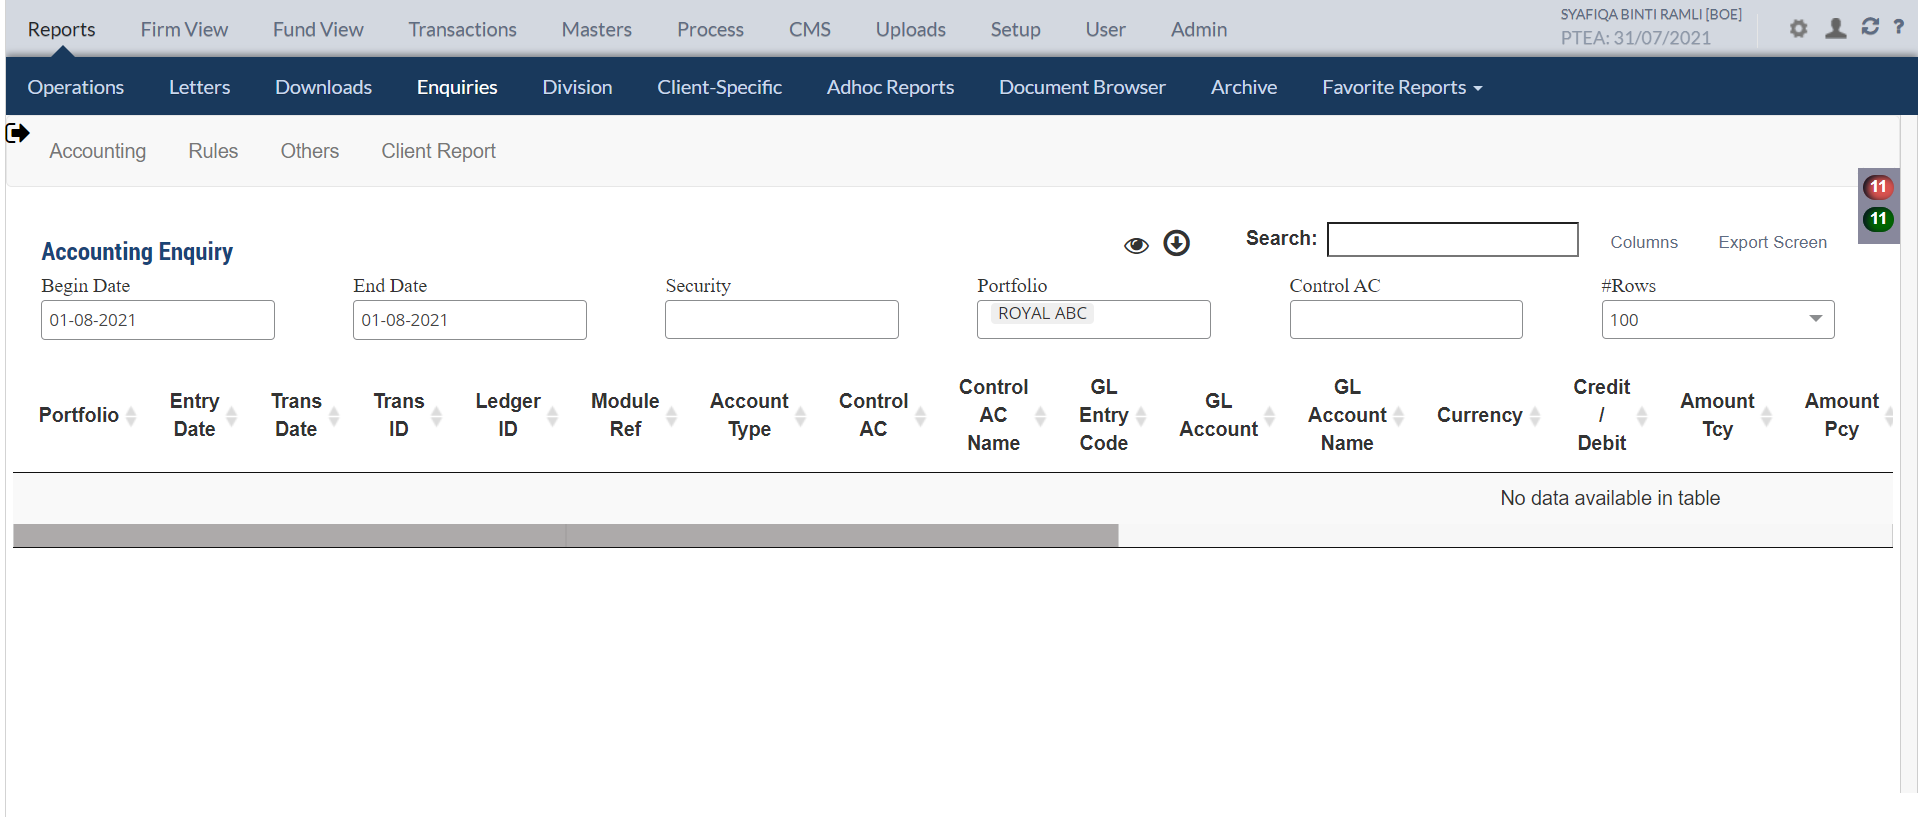 Reports Firm View Fund View Transactions Masters Process CMS Uploads Setup User Admin
SYAFIQA BINTI RAMLI [BOE]
PTEA: 31/07/2021
?
Operations Letters Downloads Enquiries Division Client-Specific Adhoc Reports Document Browser Archive Favorite Reports
Accounting Rules Others Client Report
11
11
Accounting Enquiry
Search: Columns Export Screen
Begin Date End Date Security Portfolio Control AC #Rows
01-08-2021 01-08-2021 ROYAL ABC 100
Portfolio
Entry
Date
Trans
Date
Trans
ID
Ledger
ID
Module
Ref
Account
Type
Control
AC
Control
AC
Name
GL
Entry
Code
GL
Account
GL
Account
Name
Currency
Credit
/
Debit
Amount
Tcy
Amount
Pcy
No data available in table